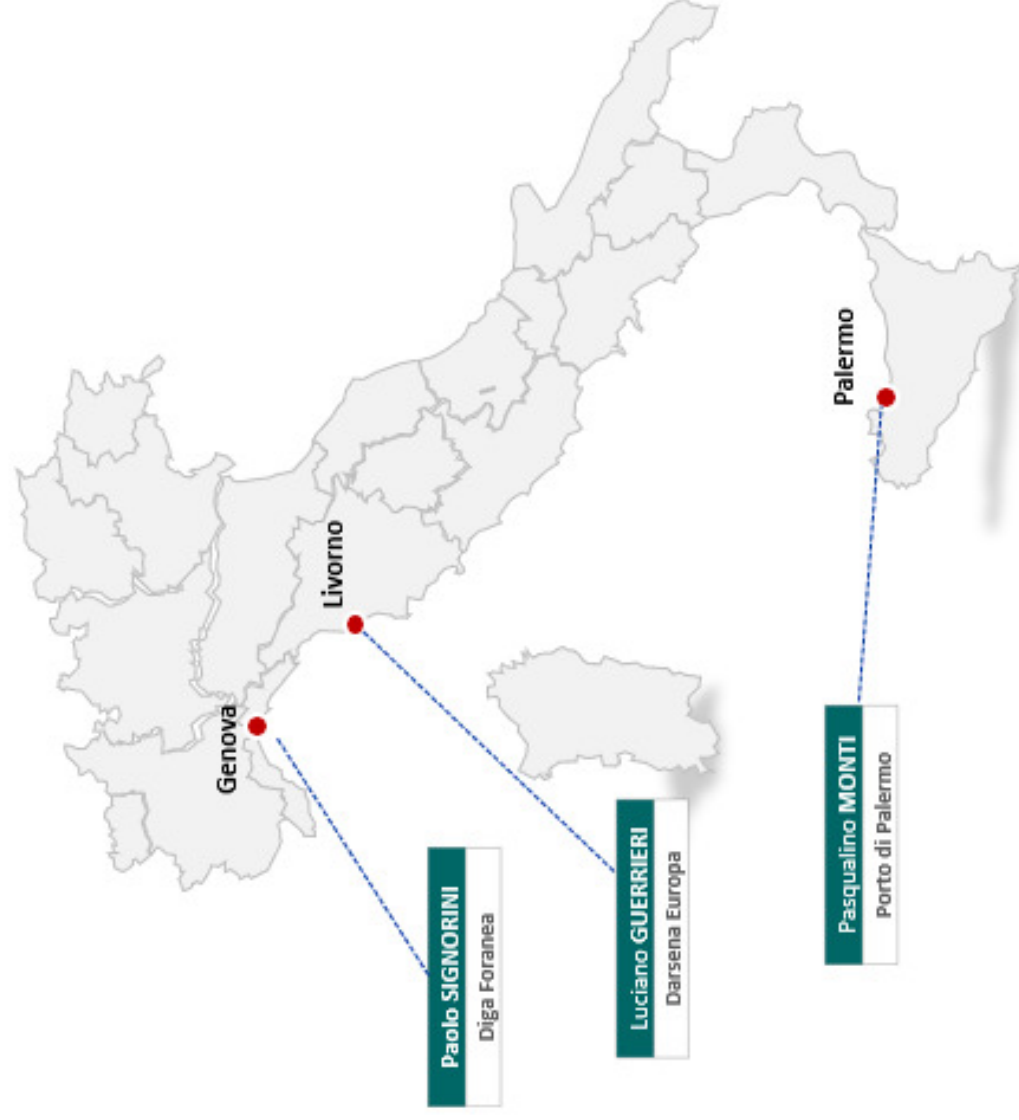 Genova
Paolo SIGNORINI
Diga Foranea
Livorno
Luciano GUERRIERI
Darsena Europa
Palermo
Pasqualino MONTI
Porto di Palermo